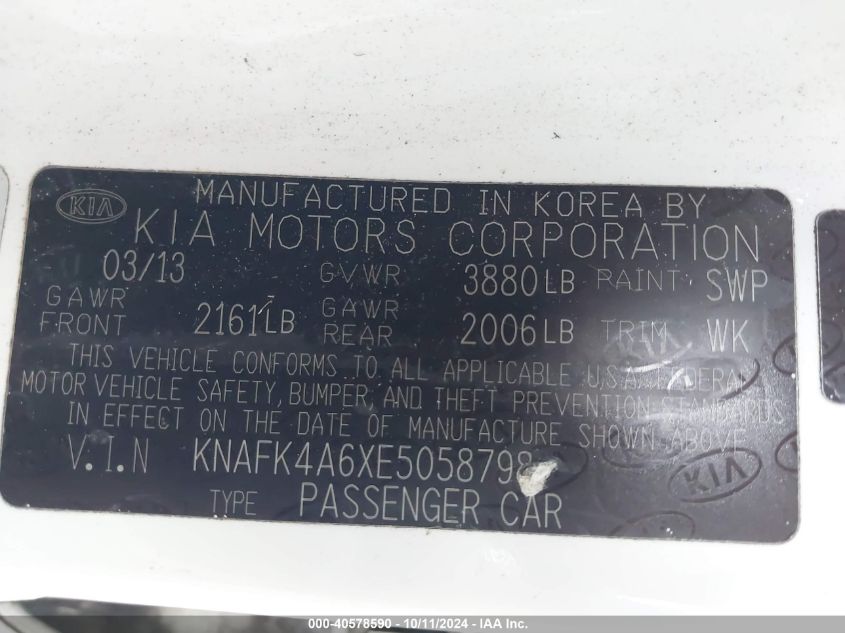 KIA
MANUFACTURED IN KOREA BY
KIA MOTORS CORPORATION
03/13 GVWR 3880LB PAINT SWP
GAWR FRONT 2161LB GAWR REAR 2006LB TRIM WK
THIS VEHICLE CONFORMS TO ALL APPLICABLE U.S.A FEDERAL
MOTOR VEHICLE SAFETY, BUMPER, AND THEFT PREVENTION STANDARDS
IN EFFECT ON THE DATE OF MANUFACTURE SHOWN ABOVE
V.I.N KNAFK4A6XE5058798
KIA
TYPE PASSENGER CAR
000-40578590 - 10/11/2024 - IAA Inc.